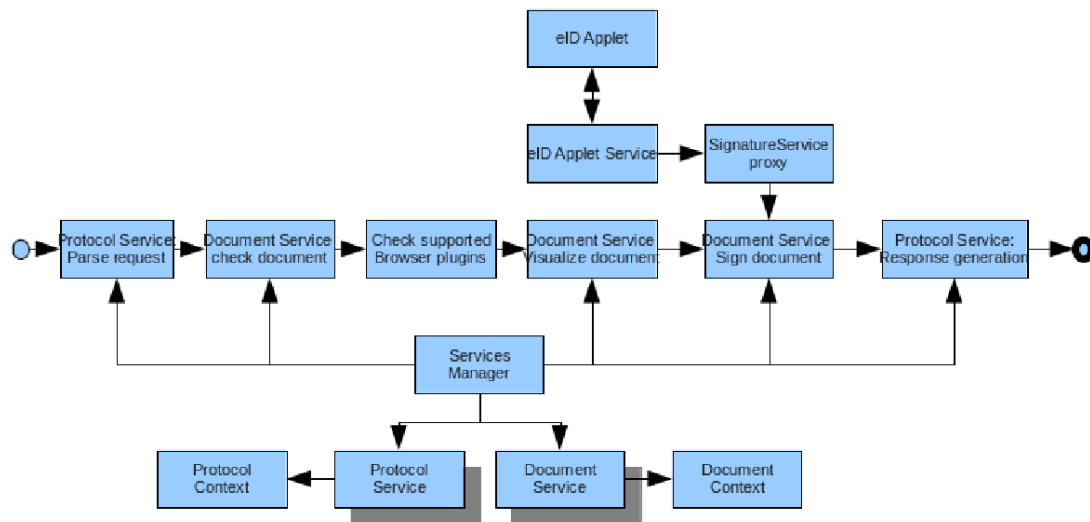 eID Applet
eID Applet Service
SignatureService
proxy
Protocol Service:
Parse request
Document Service
check document
Check supported
Browser plugins
Document Service
Visualize document
Document Service
Sign document
Protocol Service:
Response generation
Services
Manager
Protocol
Context
Protocol
Service
Document
Service
Document
Context